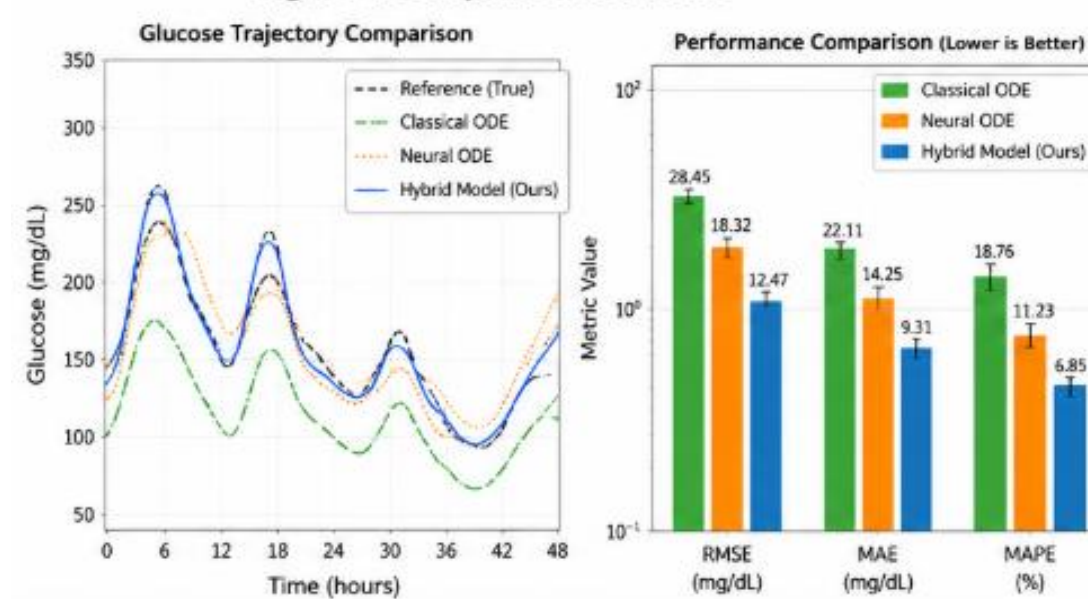 Glucose Trajectory Comparison
350
300
250
200
150
100
50
Glucose (mg/dL)
Reference (True)
Classical ODE
Neural ODE
Hybrid Model (Ours)
0 6 12 18 24 30 36 42 48
Time (hours)
Performance Comparison (Lower is Better)
10²
10⁰
10⁻¹
Metric Value
Classical ODE
Neural ODE
Hybrid Model (Ours)
28.45
18.32
12.47
22.11
14.25
9.31
18.76
11.23
6.85
RMSE
(mg/dL)
MAE
(mg/dL)
MAPE
(%)